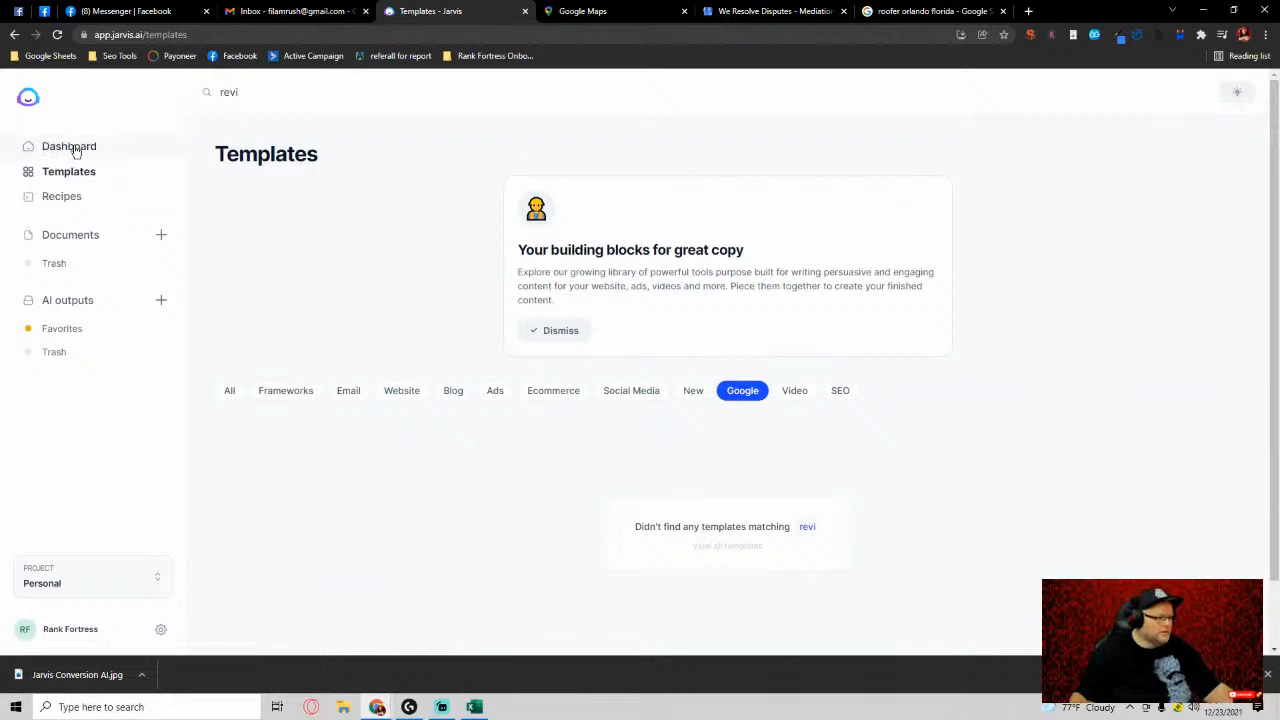 (1) Facebook
Inbox - filamrush@gmail.com - G
Templates - Jarvis
Google Maps
We Resolve Disputes - Mediation
roofer orlando florida - Google S
app.jarvis.ai/templates
Google Sheets
Seo Tools
Payoneer
Facebook
Active Campaign
referall for report
Rank Fortress Onbo...
Reading list
revi
Dashboard
Templates
Recipes
Documents
Trash
AI outputs
Favorites
Trash
PROJECT
Personal
RF
Rank Fortress
Templates
Your building blocks for great copy
Explore our growing library of powerful tools purpose built for writing persuasive and engaging
content for your website, ads, videos and more. Piece them together to create your finished
content.
Dismiss
All Frameworks Email Website Blog Ads Ecommerce Social Media New Google Video SEO
Didn't find any templates matching revi
View all templates
Jarvis Conversion AI.jpg
Type here to search
77°F Cloudy
12/23/2021